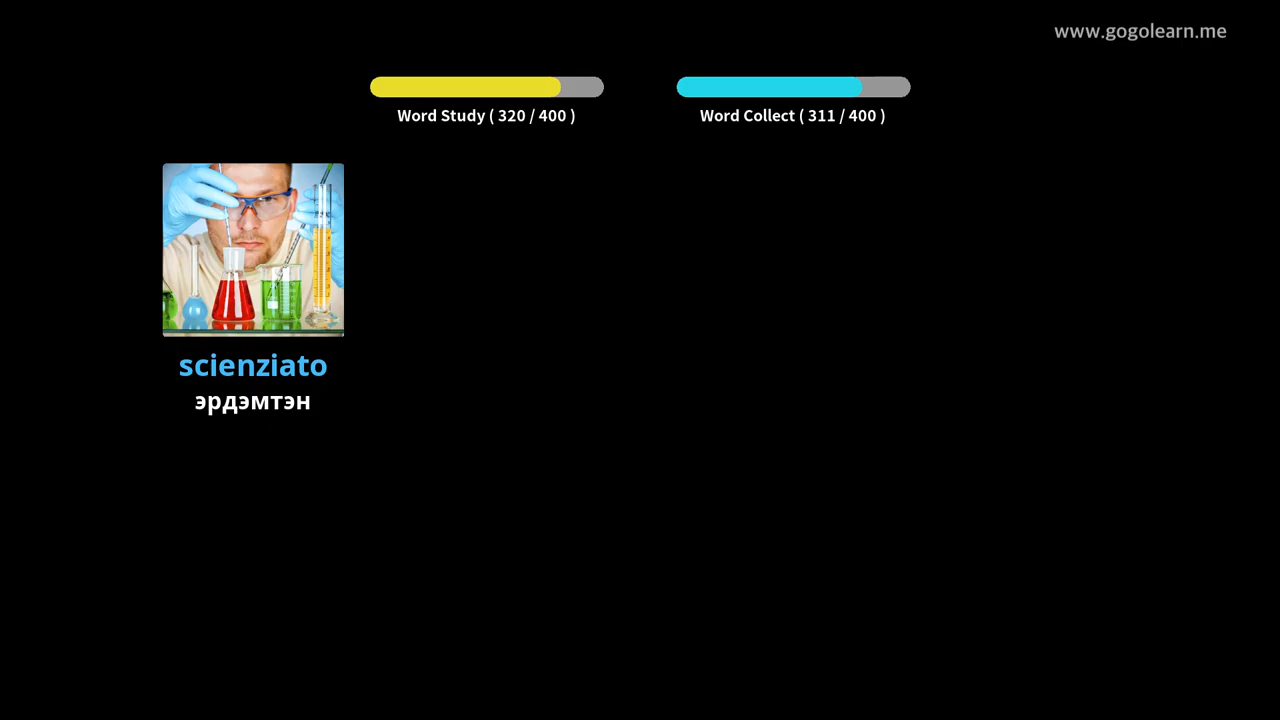 www.gogolearn.me
Word Study ( 320 / 400 )
Word Collect ( 311 / 400 )
scienziato
эрдэмтэн